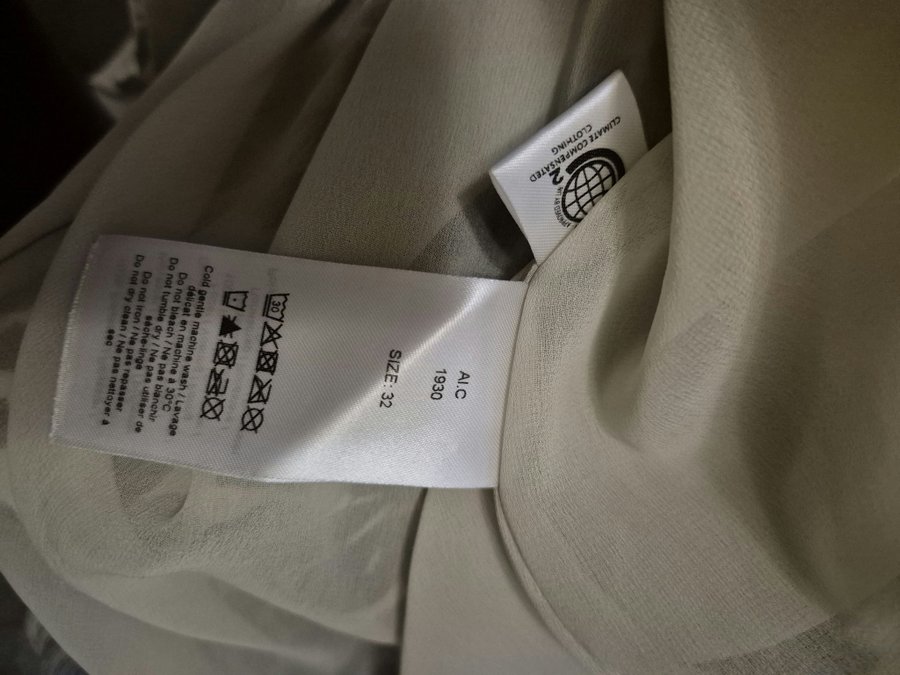 AI.C
1930
SIZE: 32
30
Cold gentle machine wash / Lavage
délicat en machine à 30°C
Do not bleach / Ne pas blanchir
Do not tumble dry / Ne pas utiliser de
sèche-linge
Do not iron / Ne pas repasser
Do not dry clean / Ne pas nettoyer à
sec
CLIMATE COMPENSATED
CLOTHING